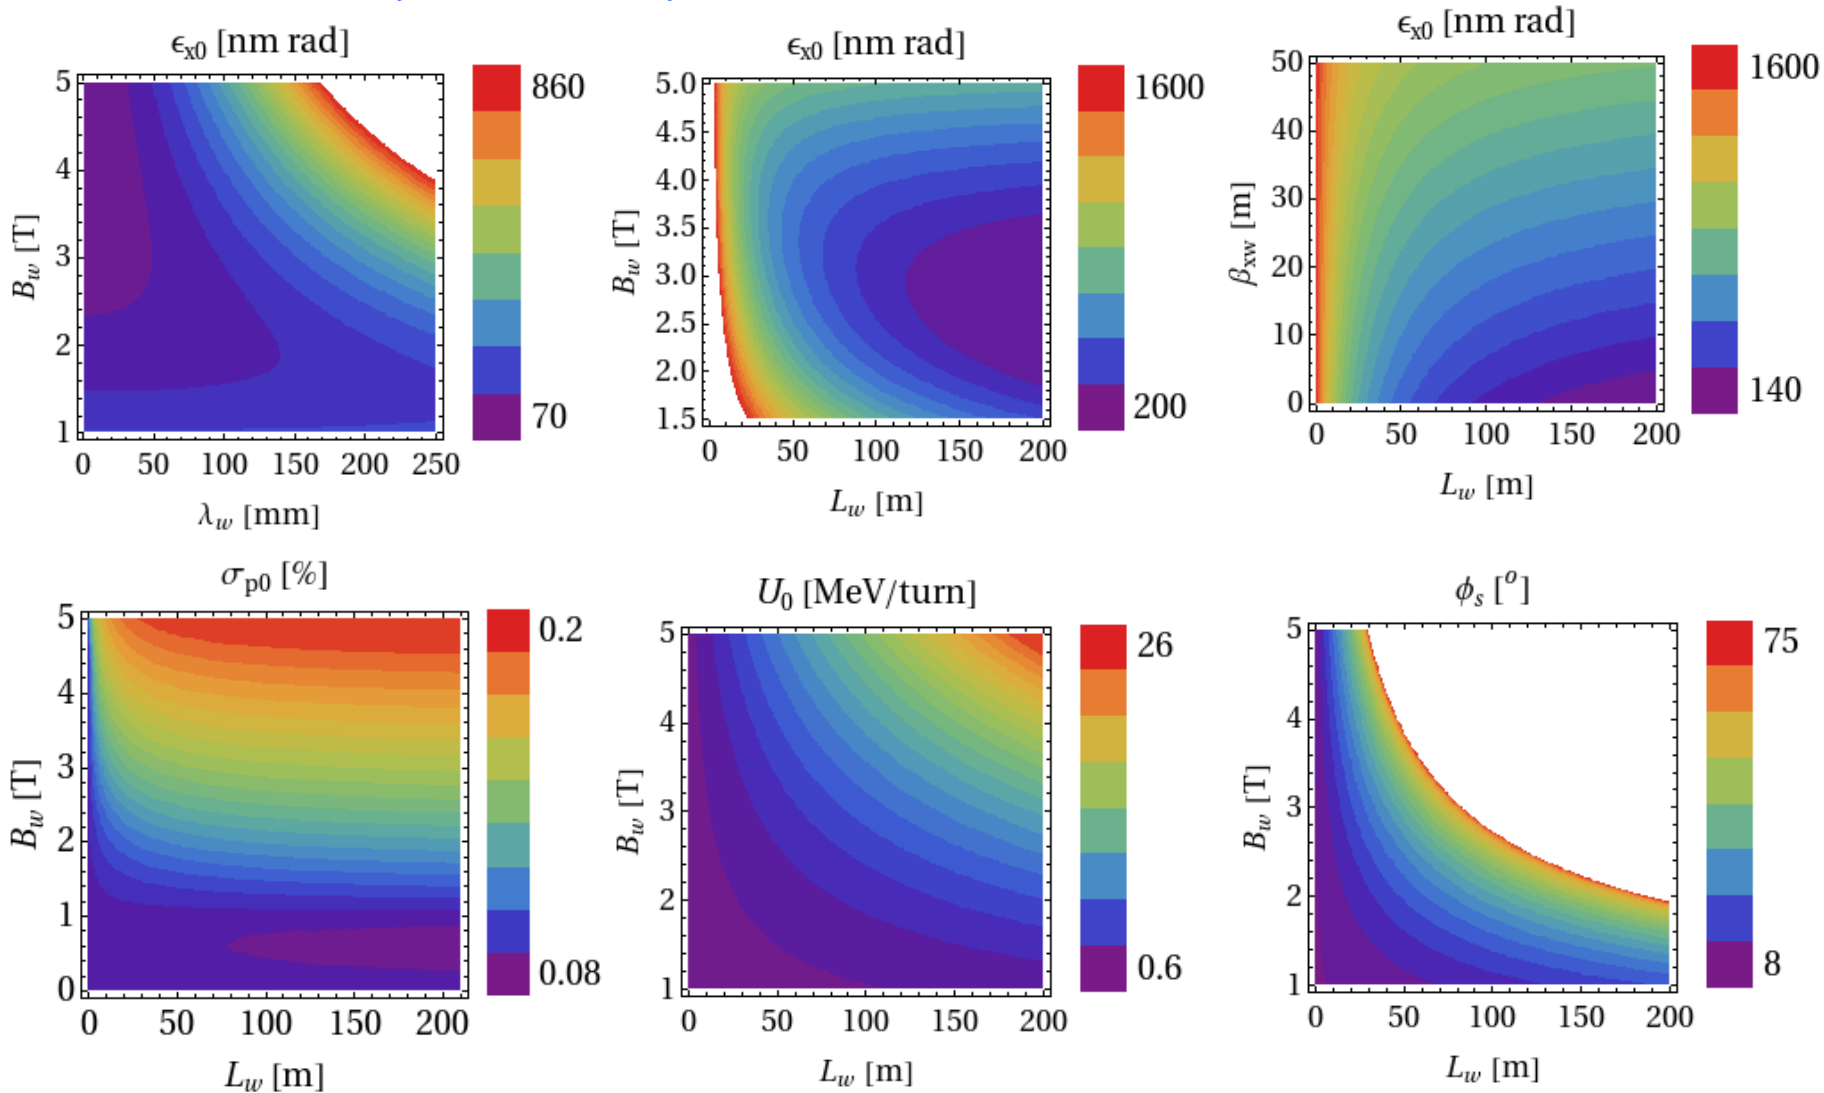 ϵx0 [nm rad]
5
4
3
2
1
Bw [T]
0 50 100 150 200 250
λw [mm]
860
70
ϵx0 [nm rad]
5.0
4.5
4.0
3.5
3.0
2.5
2.0
1.5
Bw [T]
0 50 100 150 200
Lw [m]
1600
200
ϵx0 [nm rad]
50
40
30
20
10
0
βxw [m]
0 50 100 150 200
Lw [m]
1600
140
σp0 [%]
5
4
3
2
1
0
Bw [T]
0 50 100 150 200
Lw [m]
0.2
0.08
U0 [MeV/turn]
5
4
3
2
1
Bw [T]
0 50 100 150 200
Lw [m]
26
0.6
ϕs [o]
5
4
3
2
1
Bw [T]
0 50 100 150 200
Lw [m]
75
8